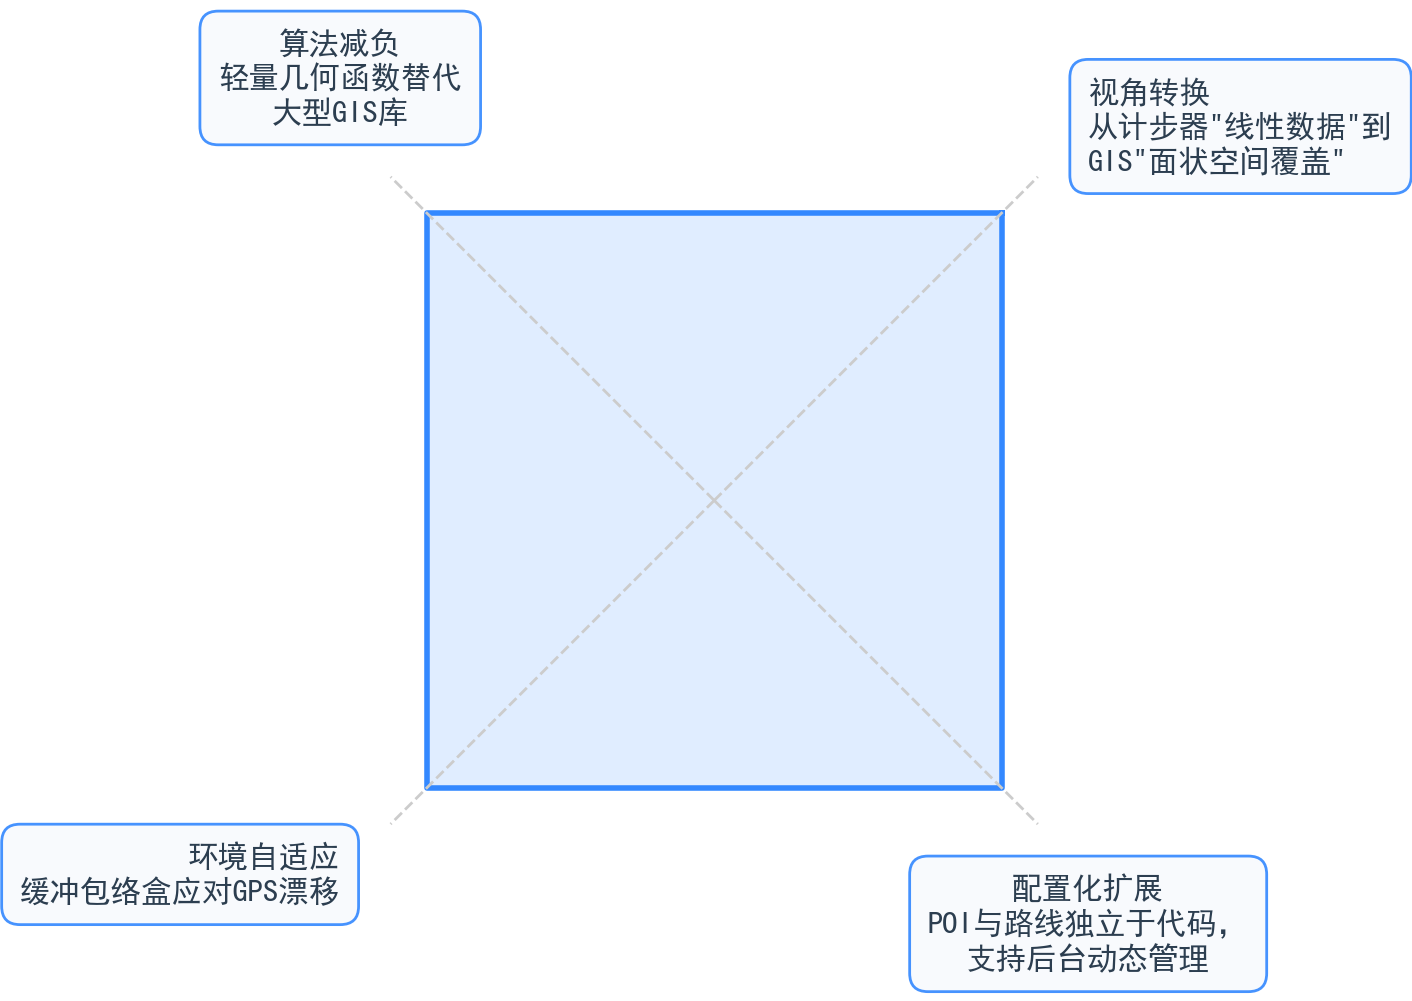 算法减负
轻量几何函数替代
大型GIS库
视角转换
从计步器"线性数据"到
GIS"面状空间覆盖"
环境自适应
缓冲包络盒应对GPS漂移
配置化扩展
POI与路线独立于代码，
支持后台动态管理